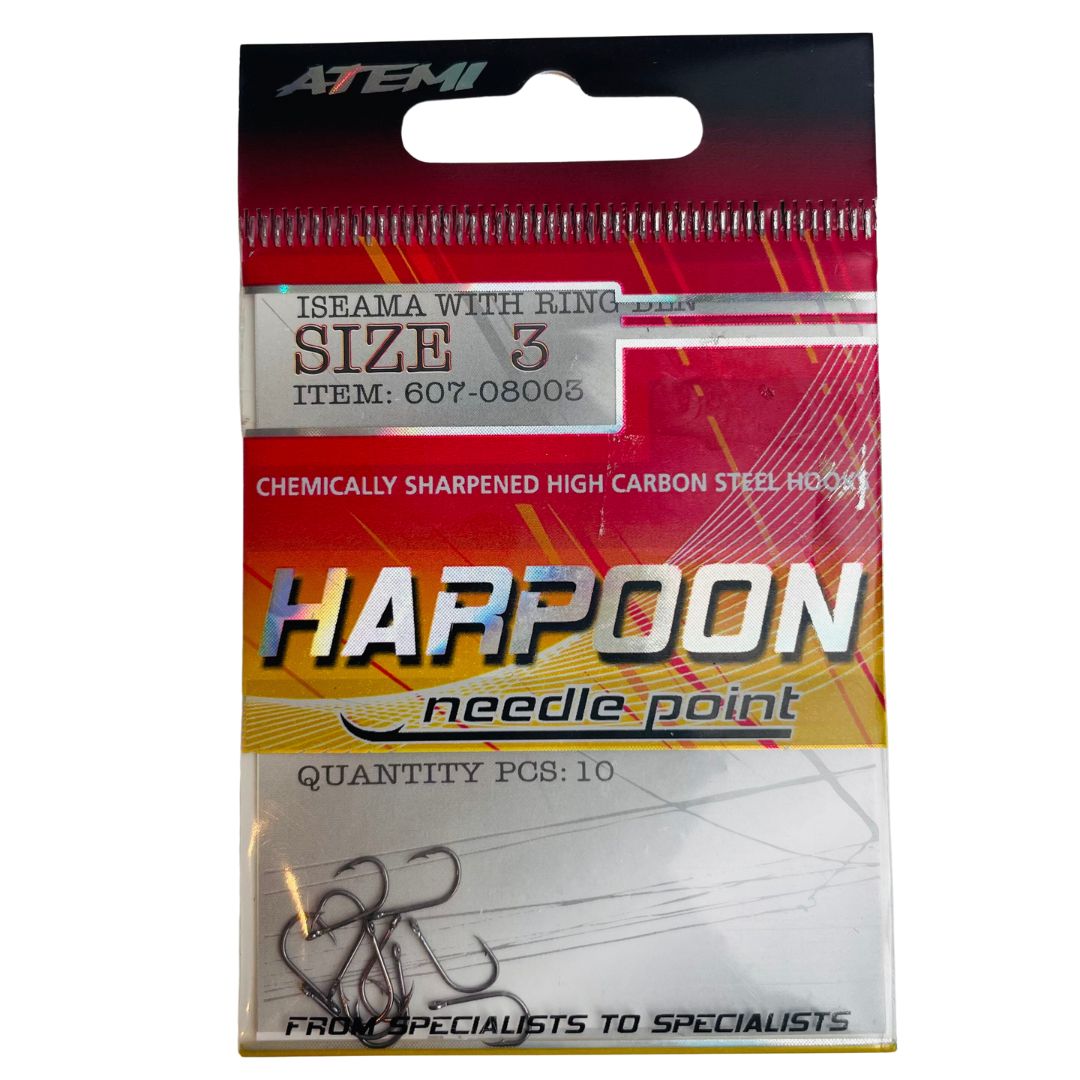 ATEMI
ISEAMA WITH RING BLN
SIZE 3
ITEM: 607-08003
CHEMICALLY SHARPENED HIGH CARBON STEEL HOOKS
HARPOON
needle point
QUANTITY PCS: 10
FROM SPECIALISTS TO SPECIALISTS